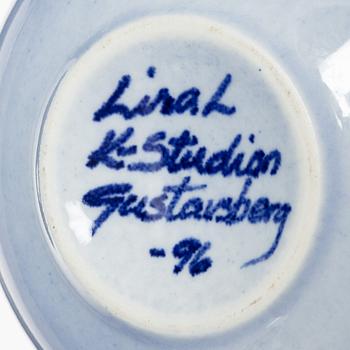 Lisa L
K-Studion
Gustavsberg
-96